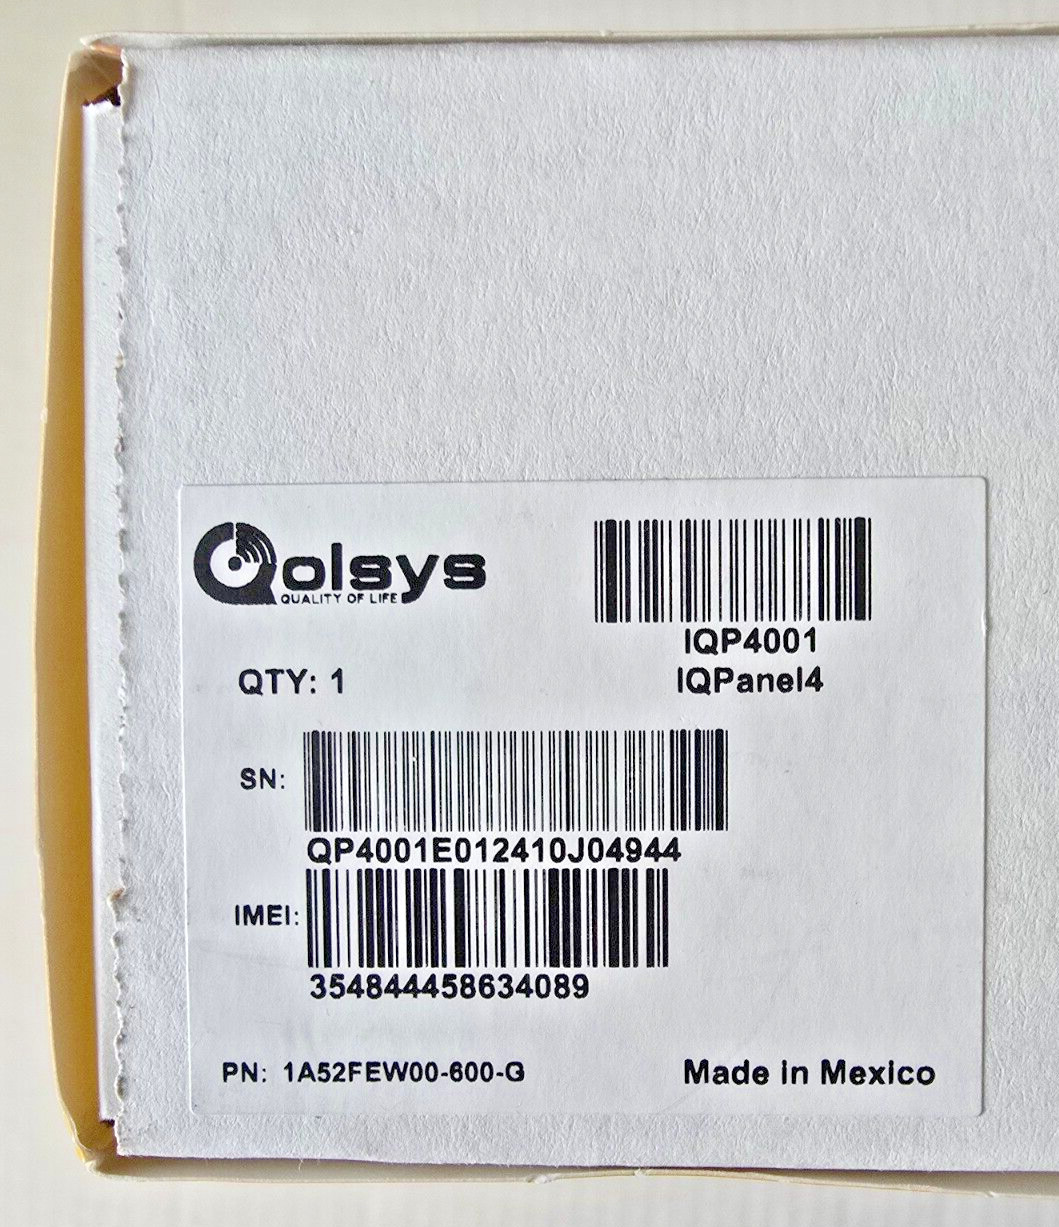 Qolsys
QUALITY OF LIFE
IQP4001
QTY: 1
IQPanel4
SN:
QP4001E012410J04944
IMEI:
354844458634089
PN: 1A52FEW00-600-G
Made in Mexico